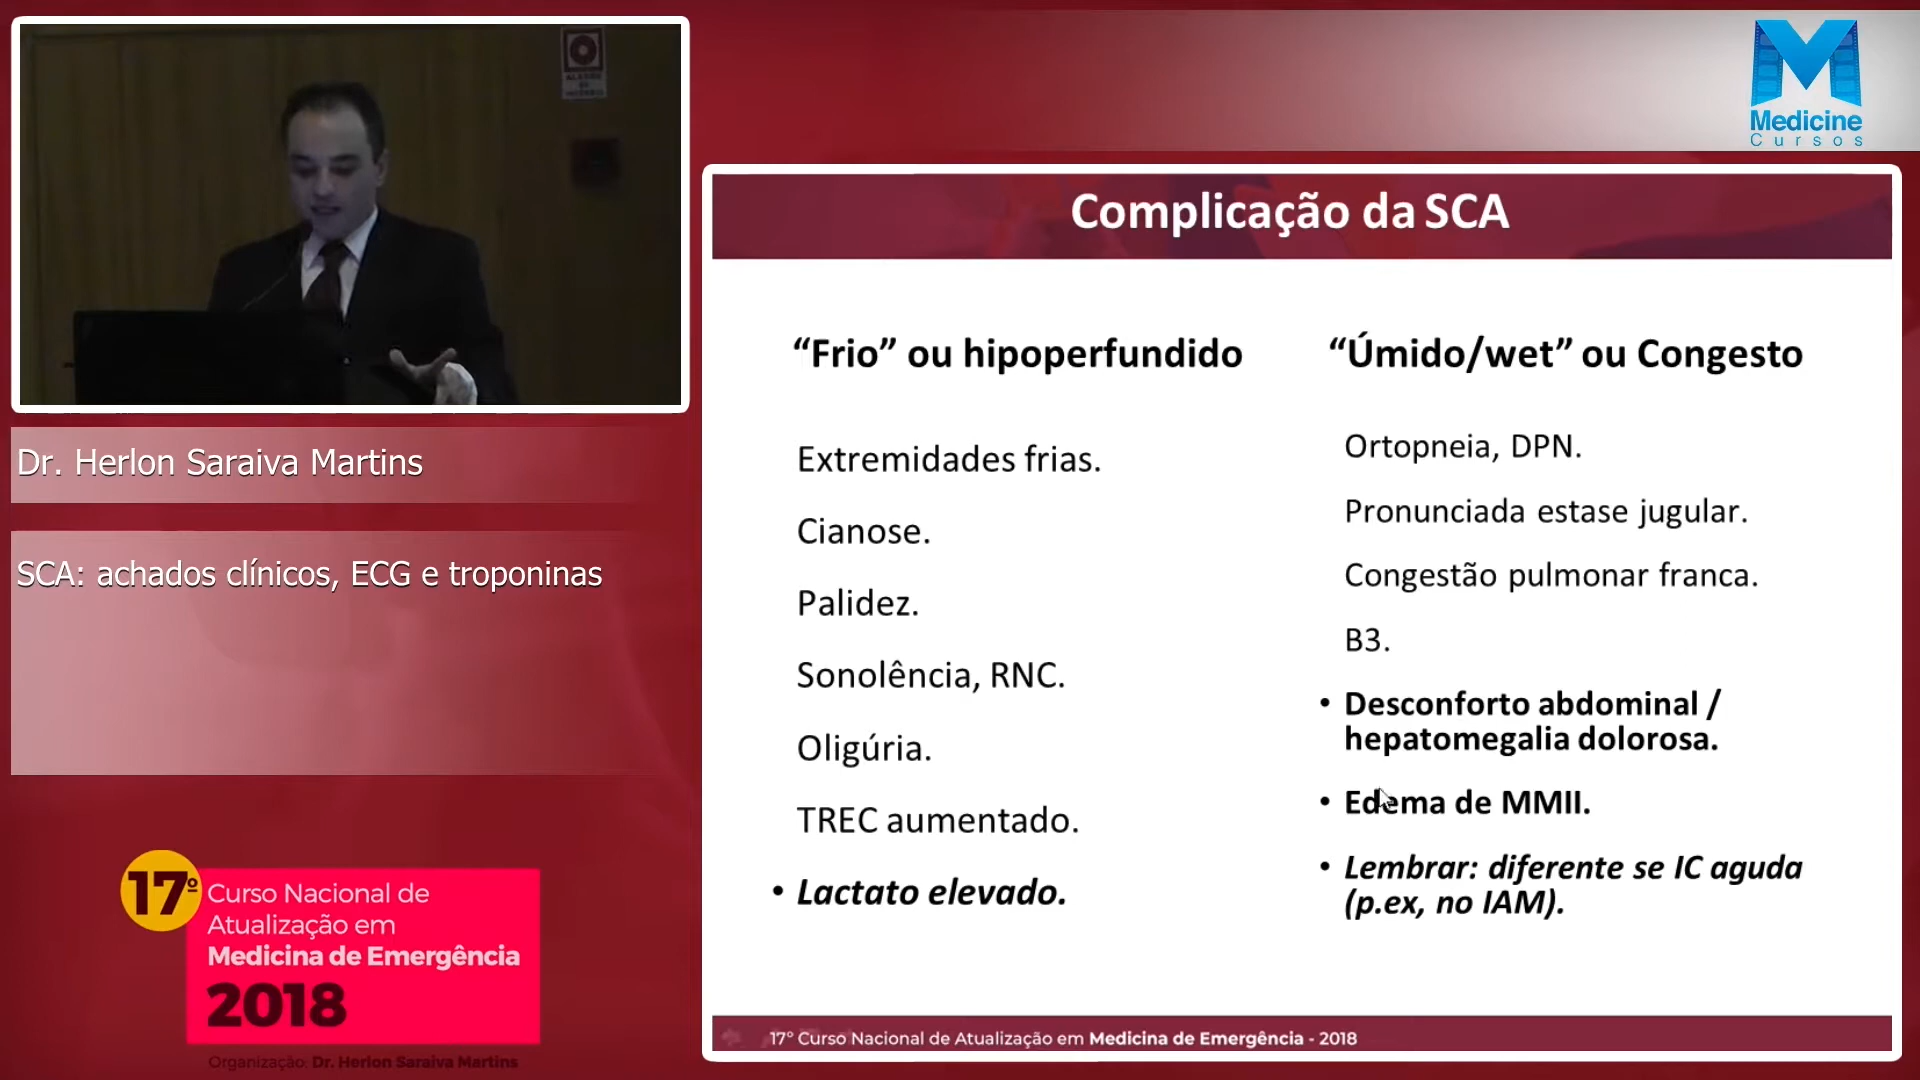 ALARME
DE
INCÊNDIO
Medicine
Cursos
Complicação da SCA
“Frio” ou hipoperfundido
Extremidades frias.
Cianose.
Palidez.
Sonolência, RNC.
Oligúria.
TREC aumentado.
• Lactato elevado.
“Úmido/wet” ou Congesto
Ortopneia, DPN.
Pronunciada estase jugular.
Congestão pulmonar franca.
B3.
• Desconforto abdominal /
hepatomegalia dolorosa.
• Edema de MMII.
• Lembrar: diferente se IC aguda
(p.ex, no IAM).
17º Curso Nacional de Atualização em Medicina de Emergência - 2018
Dr. Herlon Saraiva Martins
SCA: achados clínicos, ECG e troponinas
17º
Curso Nacional de
Atualização em
Medicina de Emergência
2018
Organização: Dr. Herlon Saraiva Martins